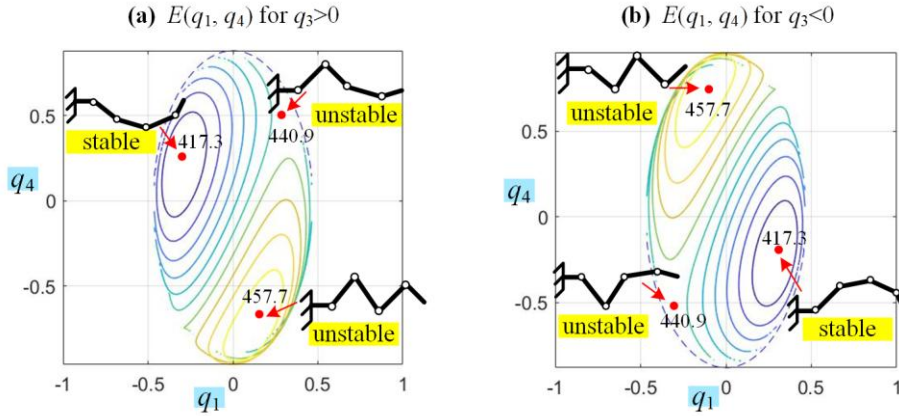 (a) E(q1, q4) for q3>0
(b) E(q1, q4) for q3<0
0.5
0
-0.5
-1
-0.5
0
0.5
1
q4
q1
stable
417.3
unstable
440.9
457.7
unstable
0.5
0
-0.5
-1
-0.5
0
0.5
1
q4
q1
unstable
457.7
417.3
unstable
440.9
stable